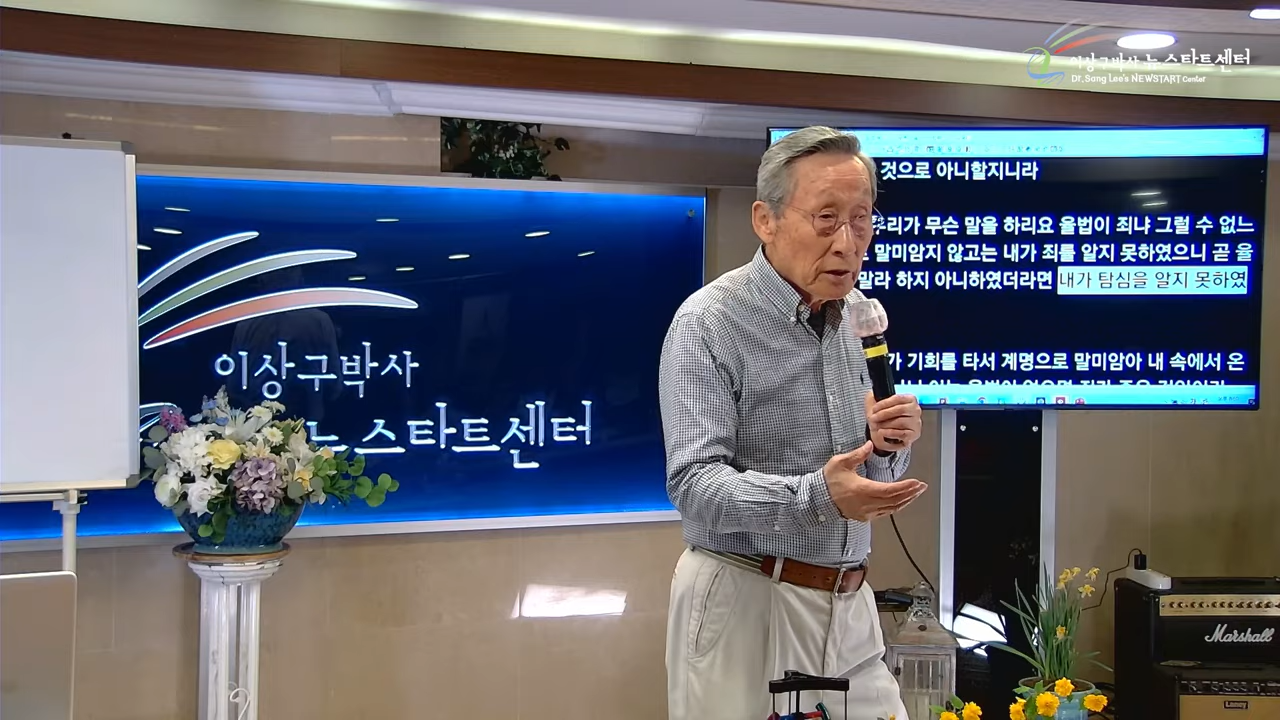 이상구박사 뉴스타트센터
Dr. Sang Lee's NEWSTART Center
것으로 아니할지니라
리가 무슨 말을 하리요 율법이 죄냐 그럴 수 없느
말미암지 않고는 내가 죄를 알지 못하였으니 곧 율
말라 하지 아니하였더라면 내가 탐심을 알지 못하였
가 기회를 타서 계명으로 말미암아 내 속에서 온
이상구박사
뉴스타트센터
Marshall
Laney